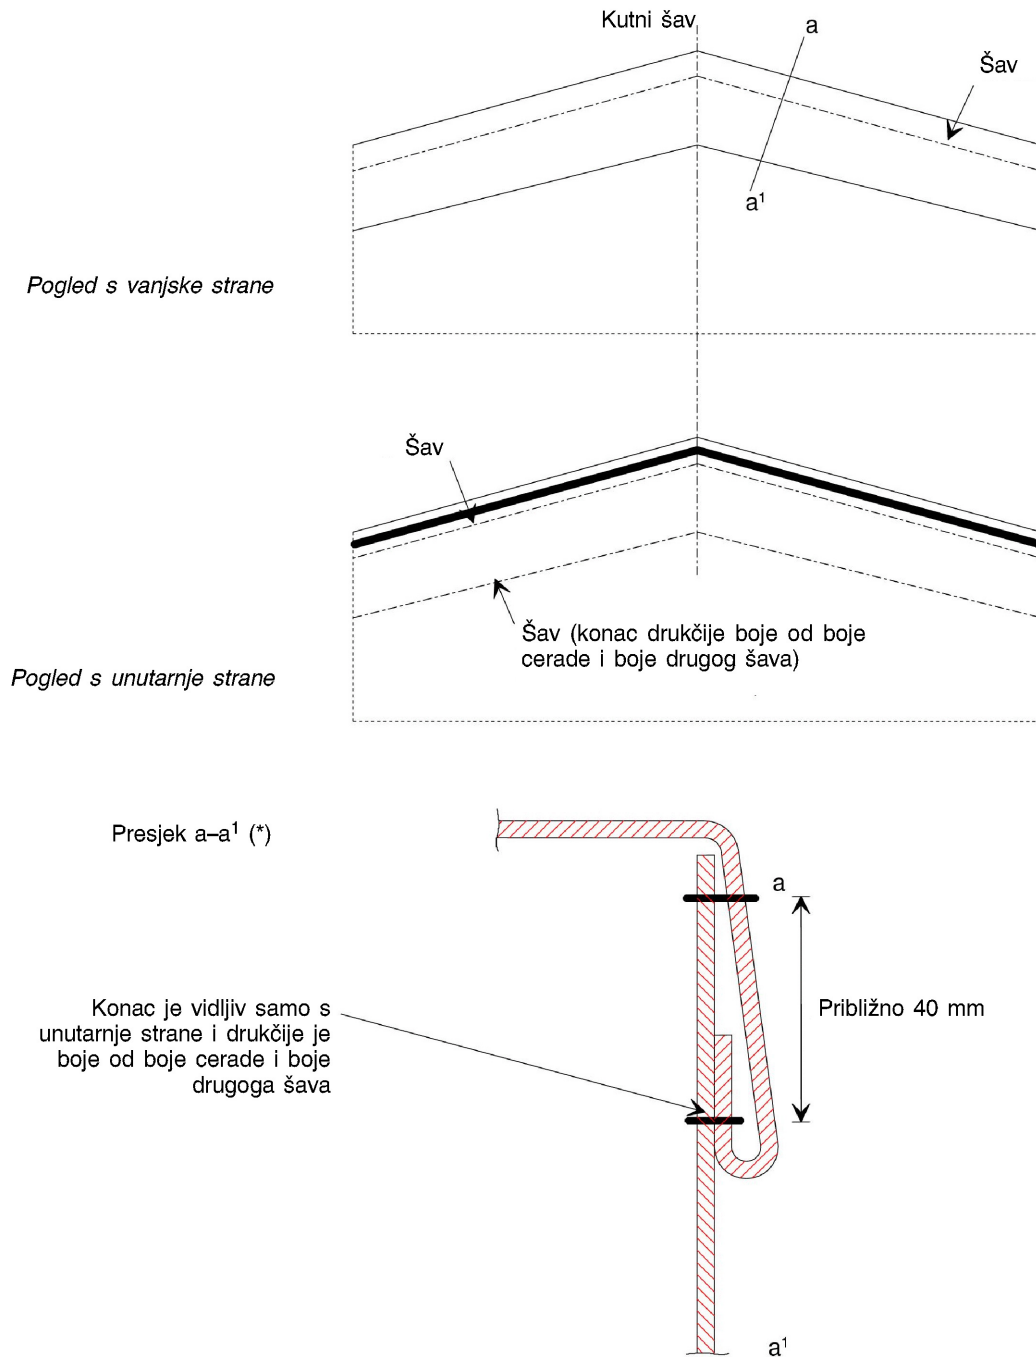 Kutni šav
a
Šav
a¹
Pogled s vanjske strane
Šav
Šav (konac drukčije boje od boje
cerade i boje drugog šava)
Pogled s unutarnje strane
Presjek a–a¹ (*)
a
Konac je vidljiv samo s
unutarnje strane i drukčije je
boje od boje cerade i boje
drugoga šava
Približno 40 mm
a¹